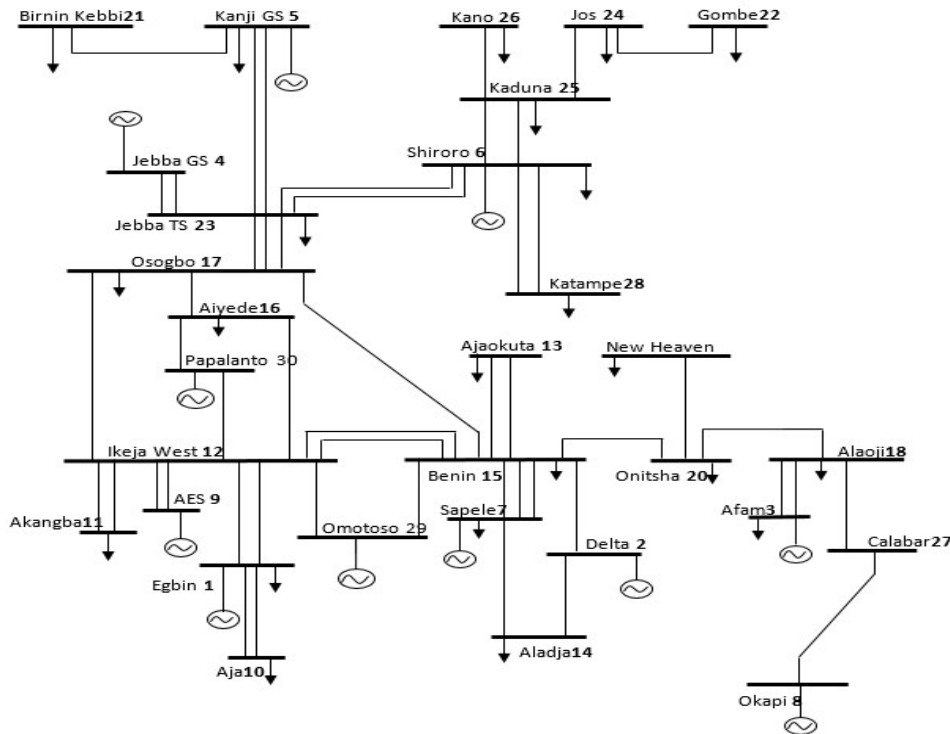 Birnin Kebbi21
Kanji GS 5
Kano 26
Jos 24
Gombe22
Kaduna 25
Jebba GS 4
Shiroro 6
Jebba TS 23
Osogbo 17
Katampe28
Aiyede16
Papalanto 30
Ajaokuta 13
New Heaven
Ikeja West 12
Benin 15
Onitsha 20
Alaoji18
AES 9
Sapele7
Afam3
Akangba11
Omotoso 29
Delta 2
Calabar27
Egbin 1
Aja10
Aladja14
Okapi 8